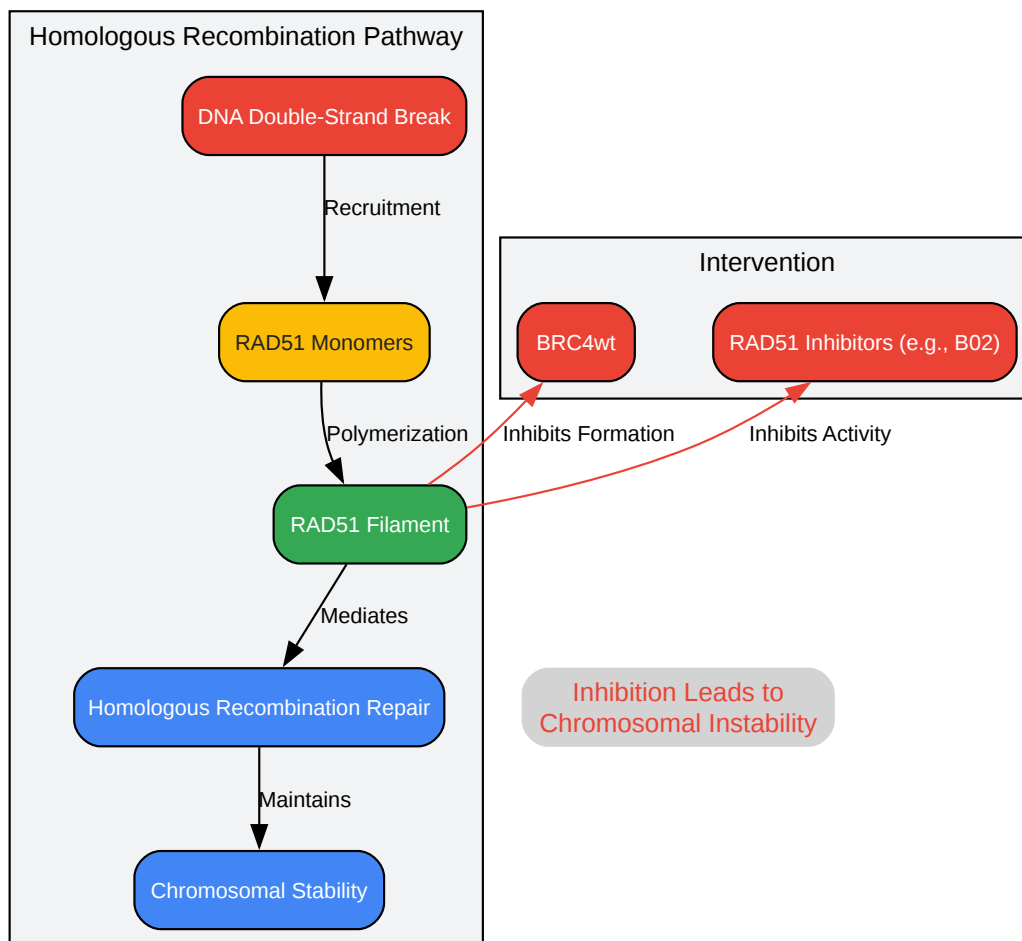 Homologous Recombination Pathway
DNA Double-Strand Break
Recruitment
Intervention
RAD51 Monomers
BRC4wt
RAD51 Inhibitors (e.g., B02)
Polymerization
Inhibits Formation
Inhibits Activity
RAD51 Filament
Mediates
Homologous Recombination Repair
Inhibition Leads to
Chromosomal Instability
Maintains
Chromosomal Stability